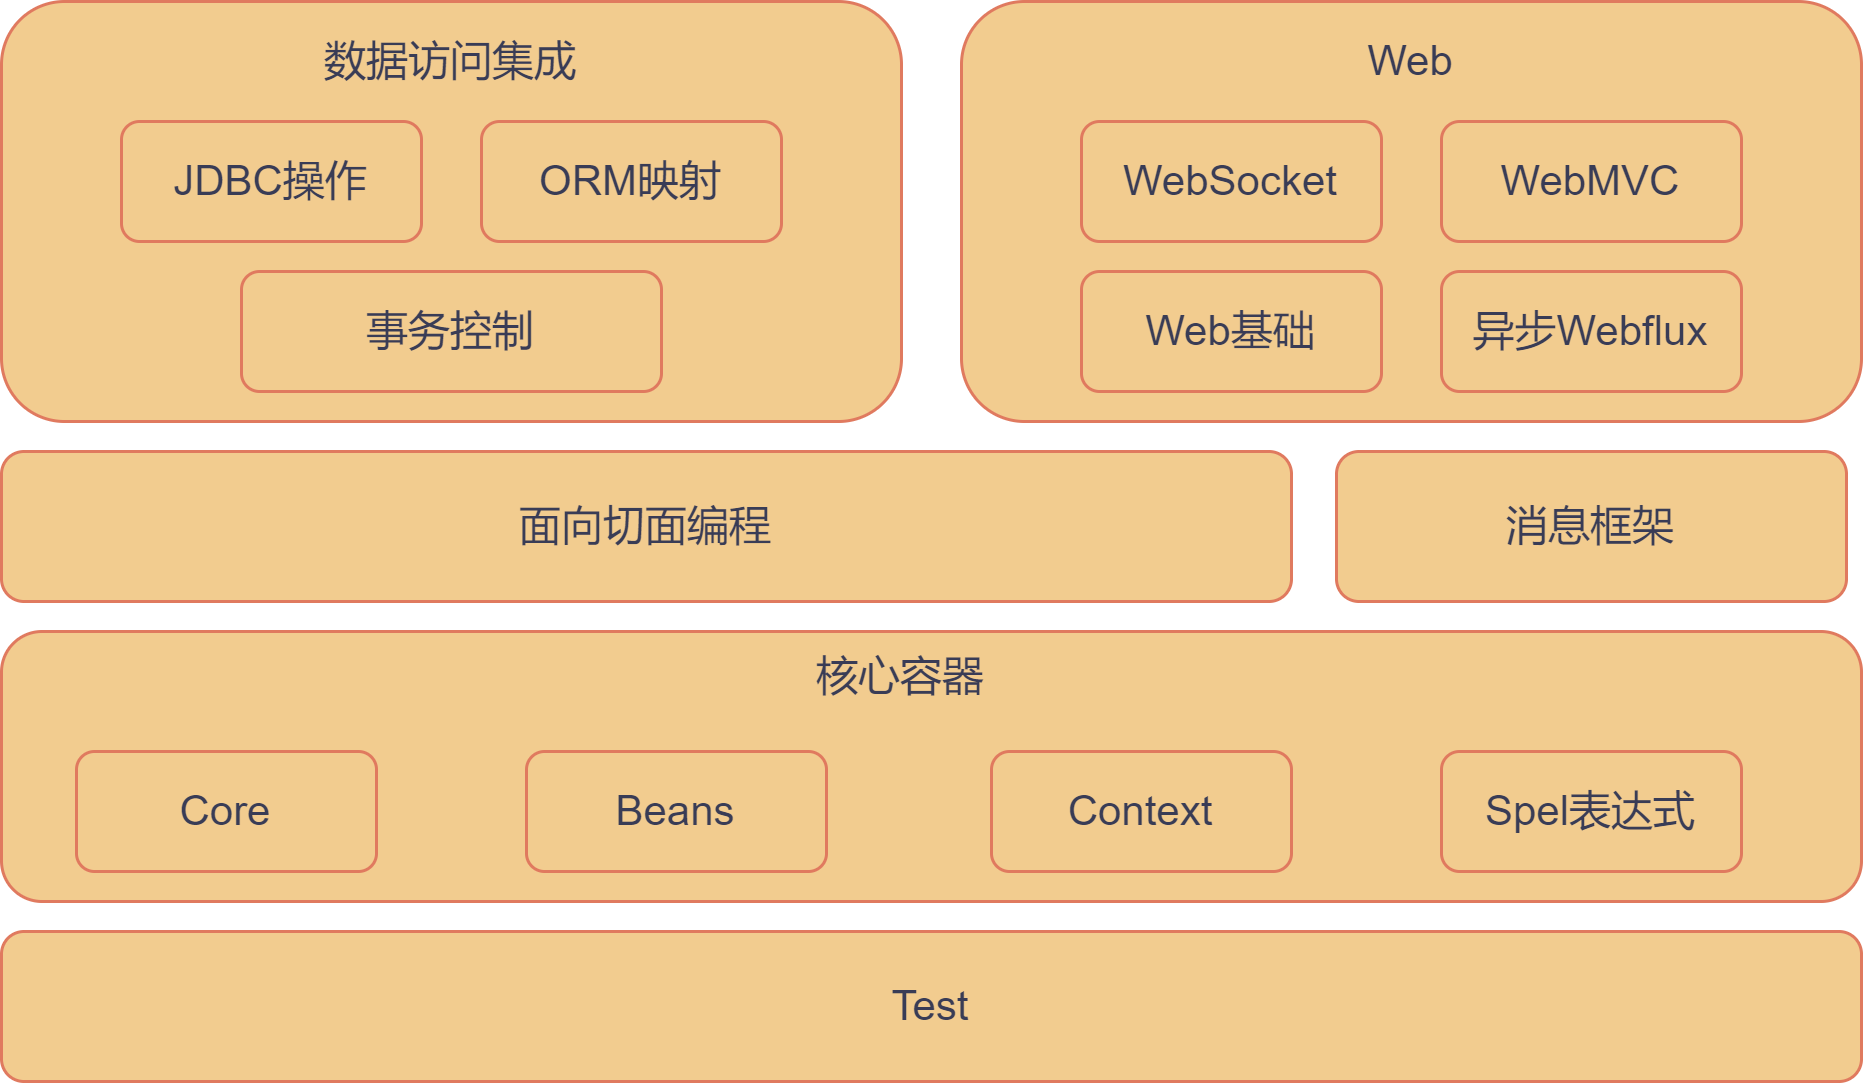 数据访问集成
JDBC操作
ORM映射
事务控制
Web
WebSocket
WebMVC
Web基础
异步Webflux
面向切面编程
消息框架
核心容器
Core
Beans
Context
Spel表达式
Test